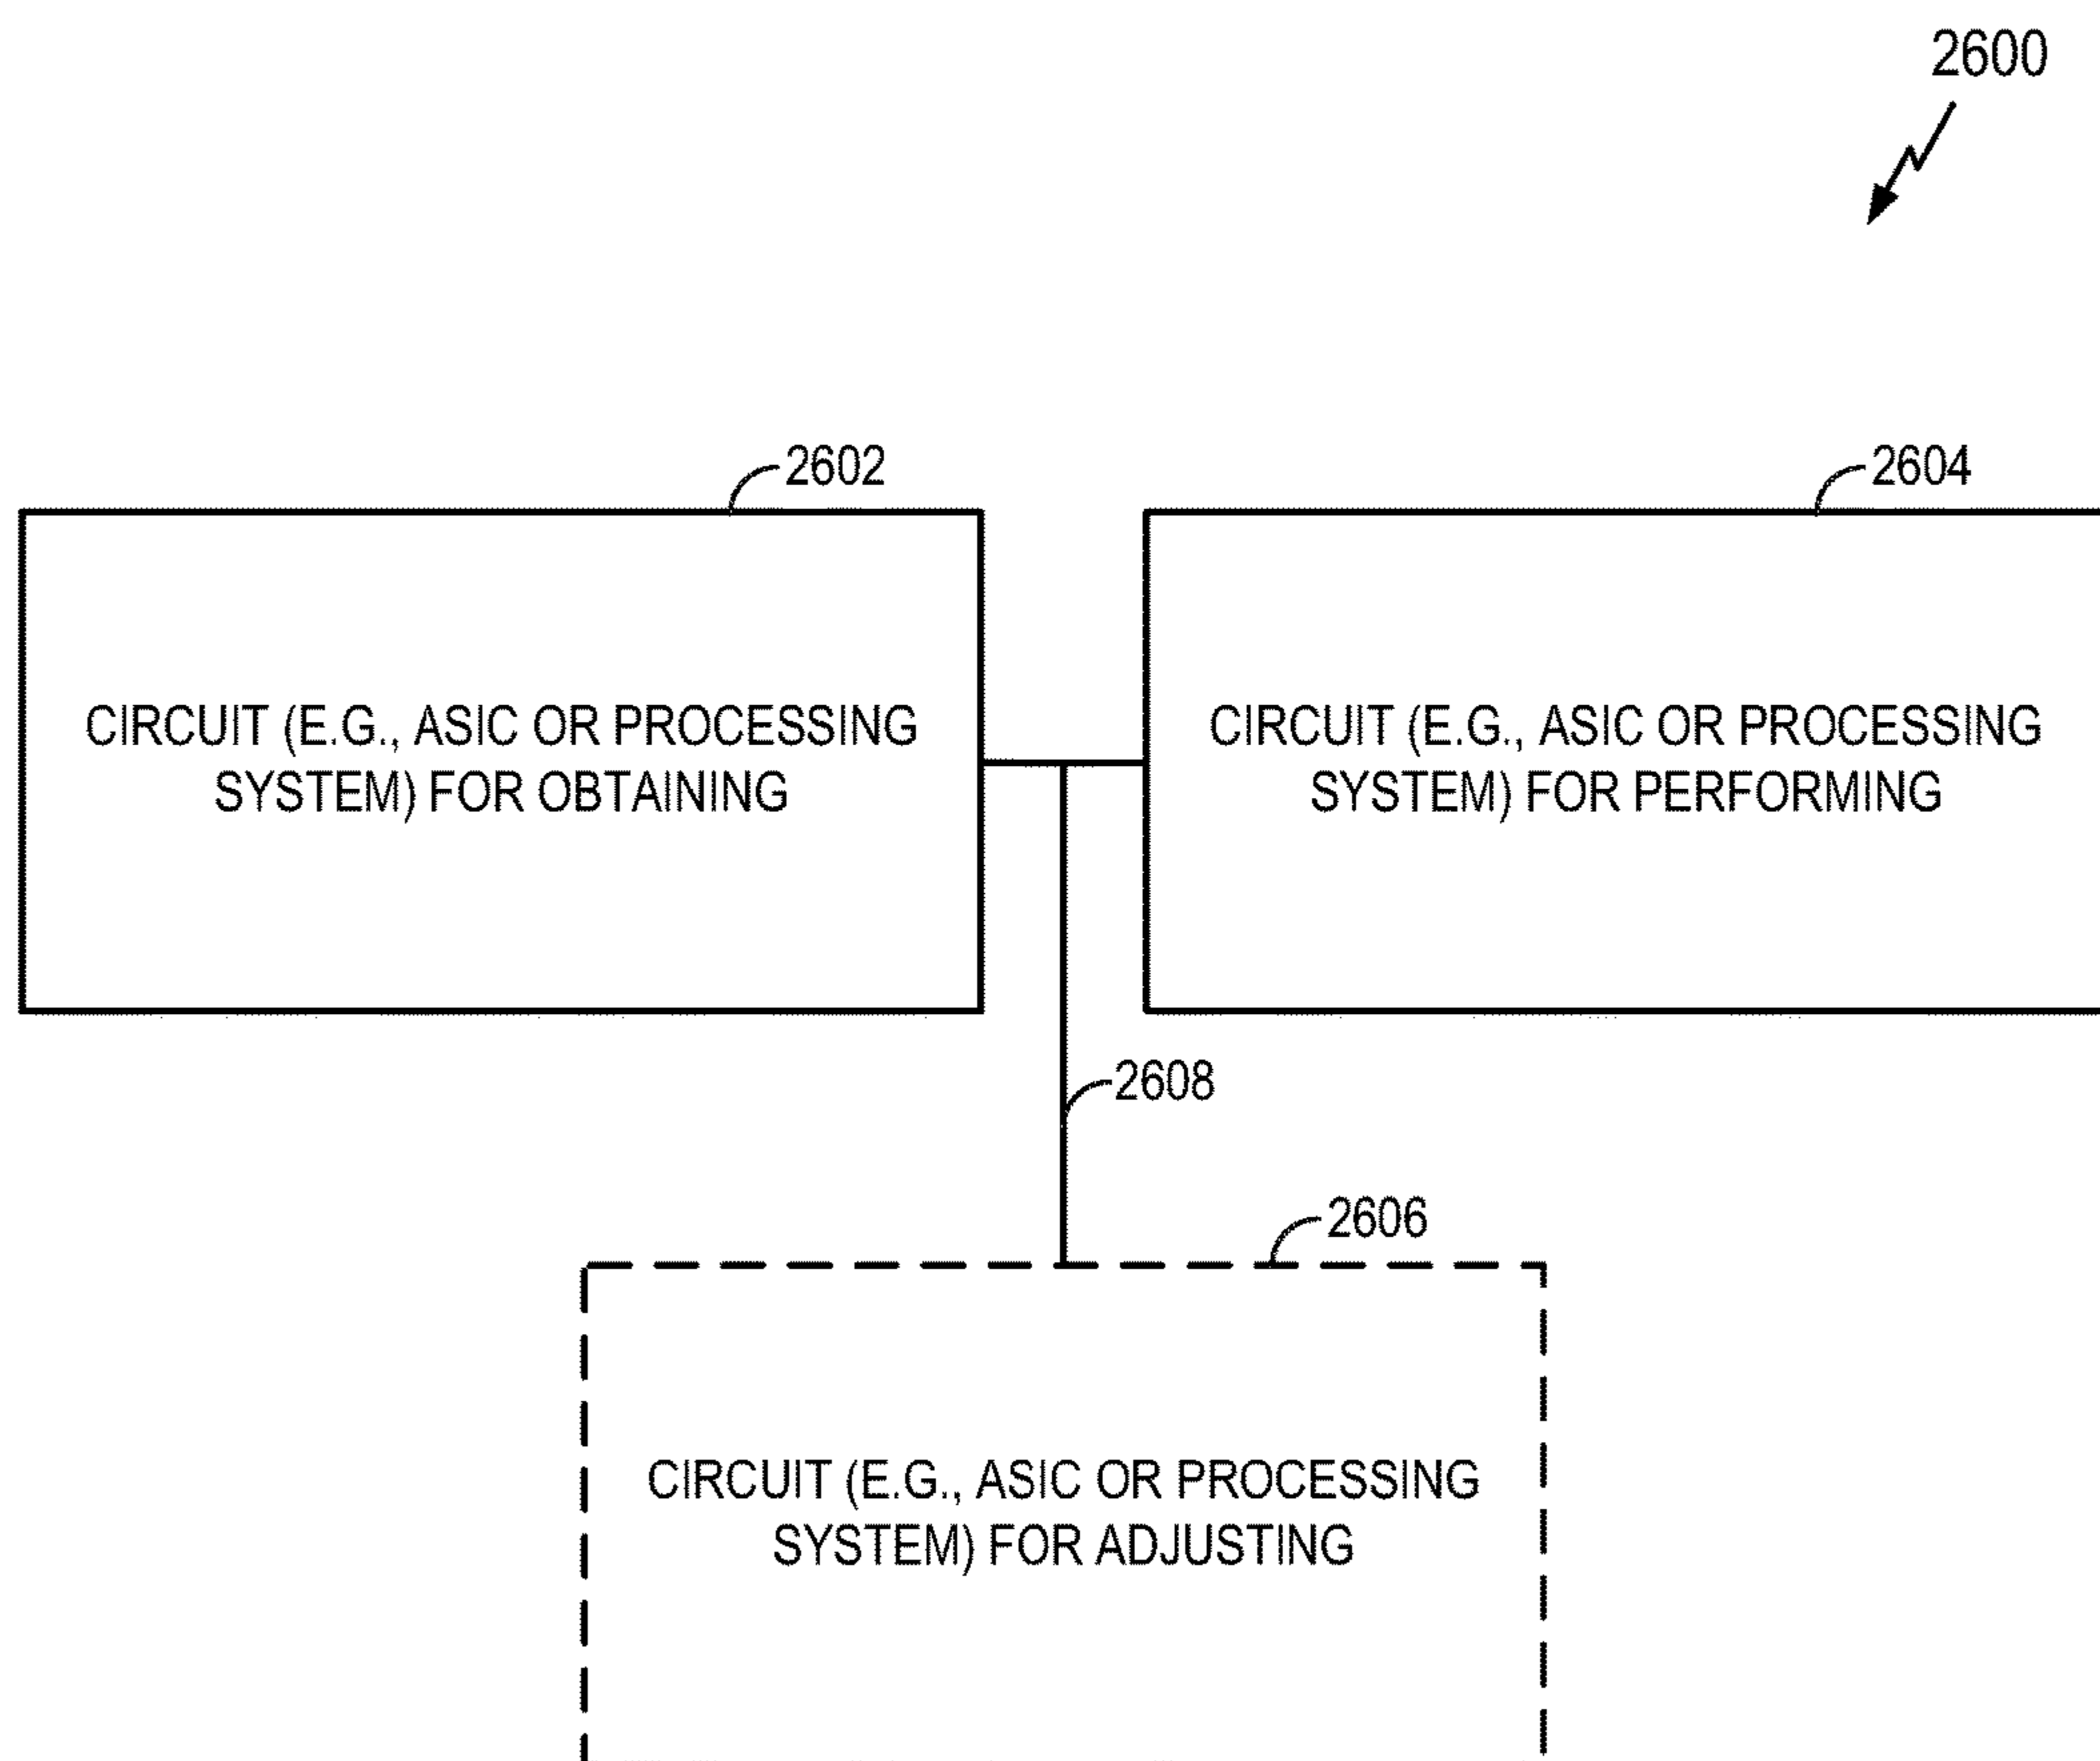 2600
2602
2604
CIRCUIT (E.G., ASIC OR PROCESSING
SYSTEM) FOR OBTAINING
CIRCUIT (E.G., ASIC OR PROCESSING
SYSTEM) FOR PERFORMING
2608
2606
CIRCUIT (E.G., ASIC OR PROCESSING
SYSTEM) FOR ADJUSTING